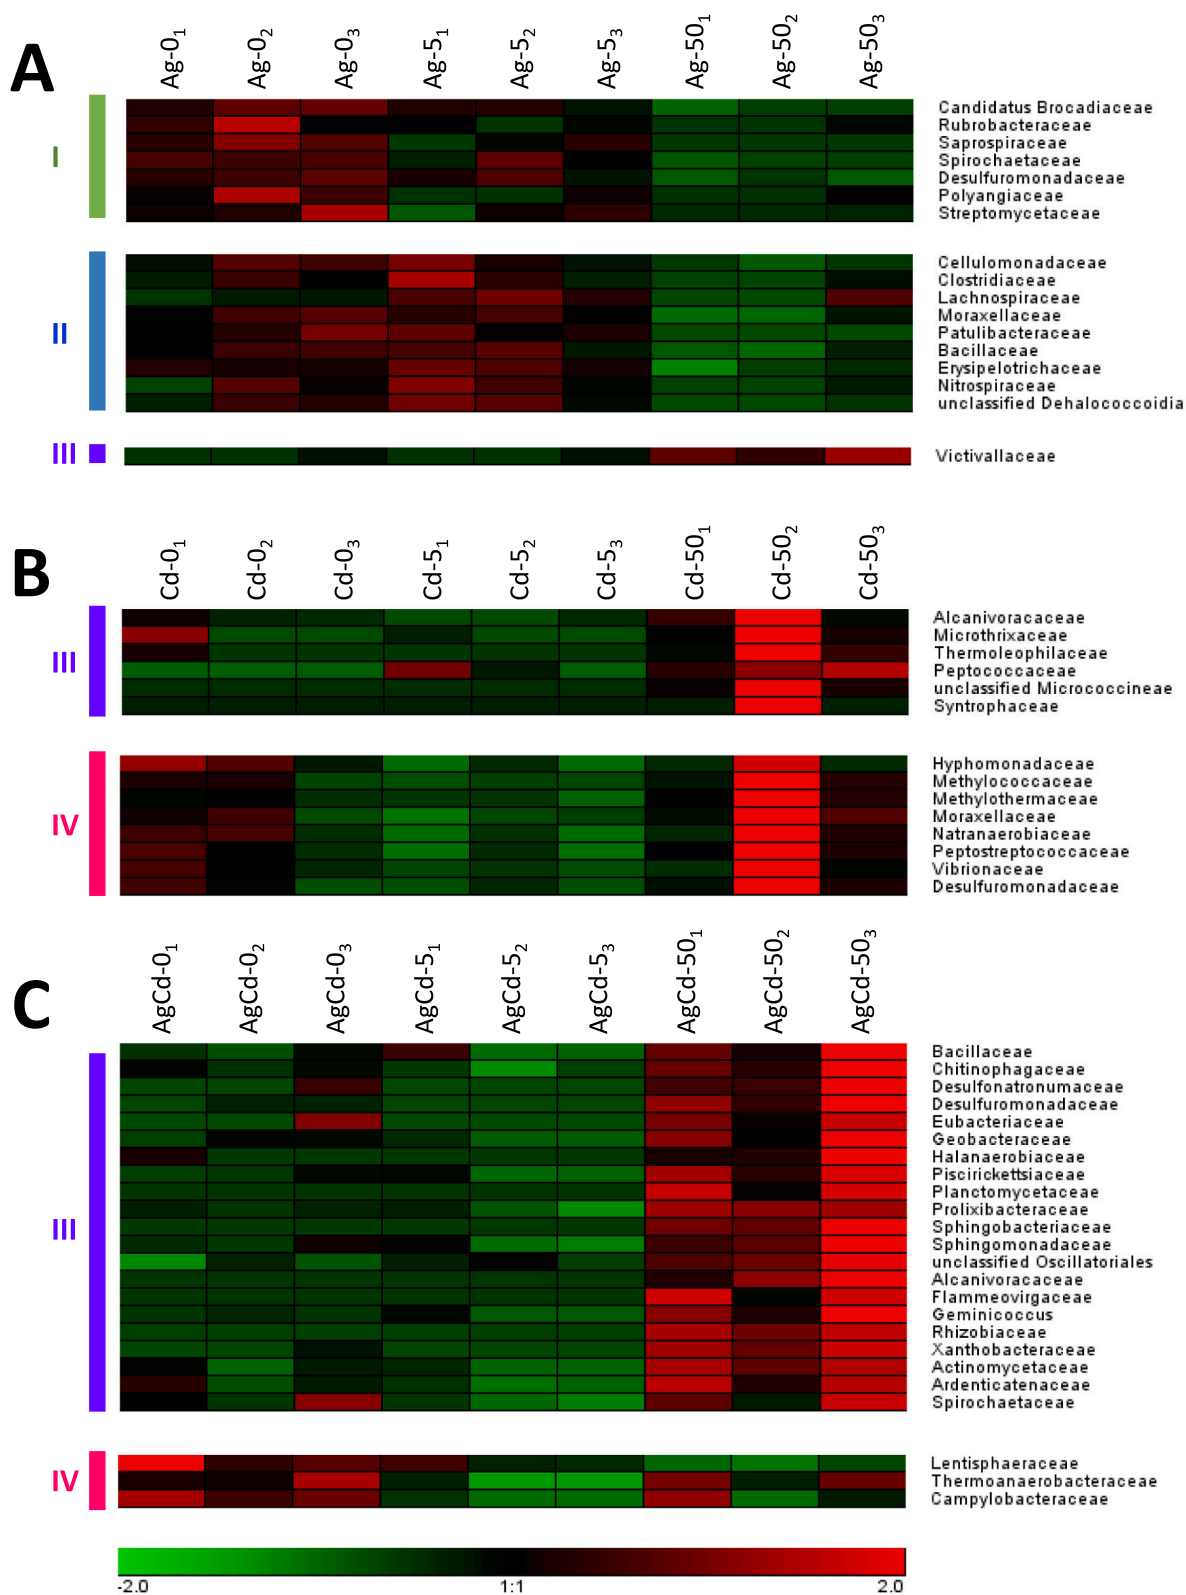 A
Ag-0₁ Ag-0₂ Ag-0₃ Ag-5₁ Ag-5₂ Ag-5₃ Ag-50₁ Ag-50₂ Ag-50₃
I
Candidatus Brocadiaceae
Rubrobacteraceae
Saprospiraceae
Spirochaetaceae
Desulfuromonadaceae
Polyangiaceae
Streptomycetaceae
II
Cellulomonadaceae
Clostridiaceae
Lachnospiraceae
Moraxellaceae
Patulibacteraceae
Bacillaceae
Erysipelotrichaceae
Nitrospiraceae
unclassified Dehalococcoidia
III
Victivallaceae
B
Cd-0₁ Cd-0₂ Cd-0₃ Cd-5₁ Cd-5₂ Cd-5₃ Cd-50₁ Cd-50₂ Cd-50₃
III
Alcanivoracaceae
Microthrixaceae
Thermoleophilaceae
Peptococcaceae
unclassified Micrococcineae
Syntrophaceae
IV
Hyphomonadaceae
Methylococcaceae
Methylothermaceae
Moraxellaceae
Natranaerobiaceae
Peptostreptococcaceae
Vibrionaceae
Desulfuromonadaceae
C
AgCd-0₁ AgCd-0₂ AgCd-0₃ AgCd-5₁ AgCd-5₂ AgCd-5₃ AgCd-50₁ AgCd-50₂ AgCd-50₃
III
Bacillaceae
Chitinophagaceae
Desulfonatronumaceae
Desulfuromonadaceae
Eubacteriaceae
Geobacteraceae
Halanaerobiaceae
Piscirickettsiaceae
Planctomycetaceae
Prolixibacteraceae
Sphingobacteriaceae
Sphingomonadaceae
unclassified Oscillatoriales
Alcanivoracaceae
Flammeovirgaceae
Geminicoccus
Rhizobiaceae
Xanthobacteraceae
Actinomycetaceae
Ardenticatenaceae
Spirochaetaceae
IV
Lentisphaeraceae
Thermoanaerobacteraceae
Campylobacteraceae
-2.0 1:1 2.0